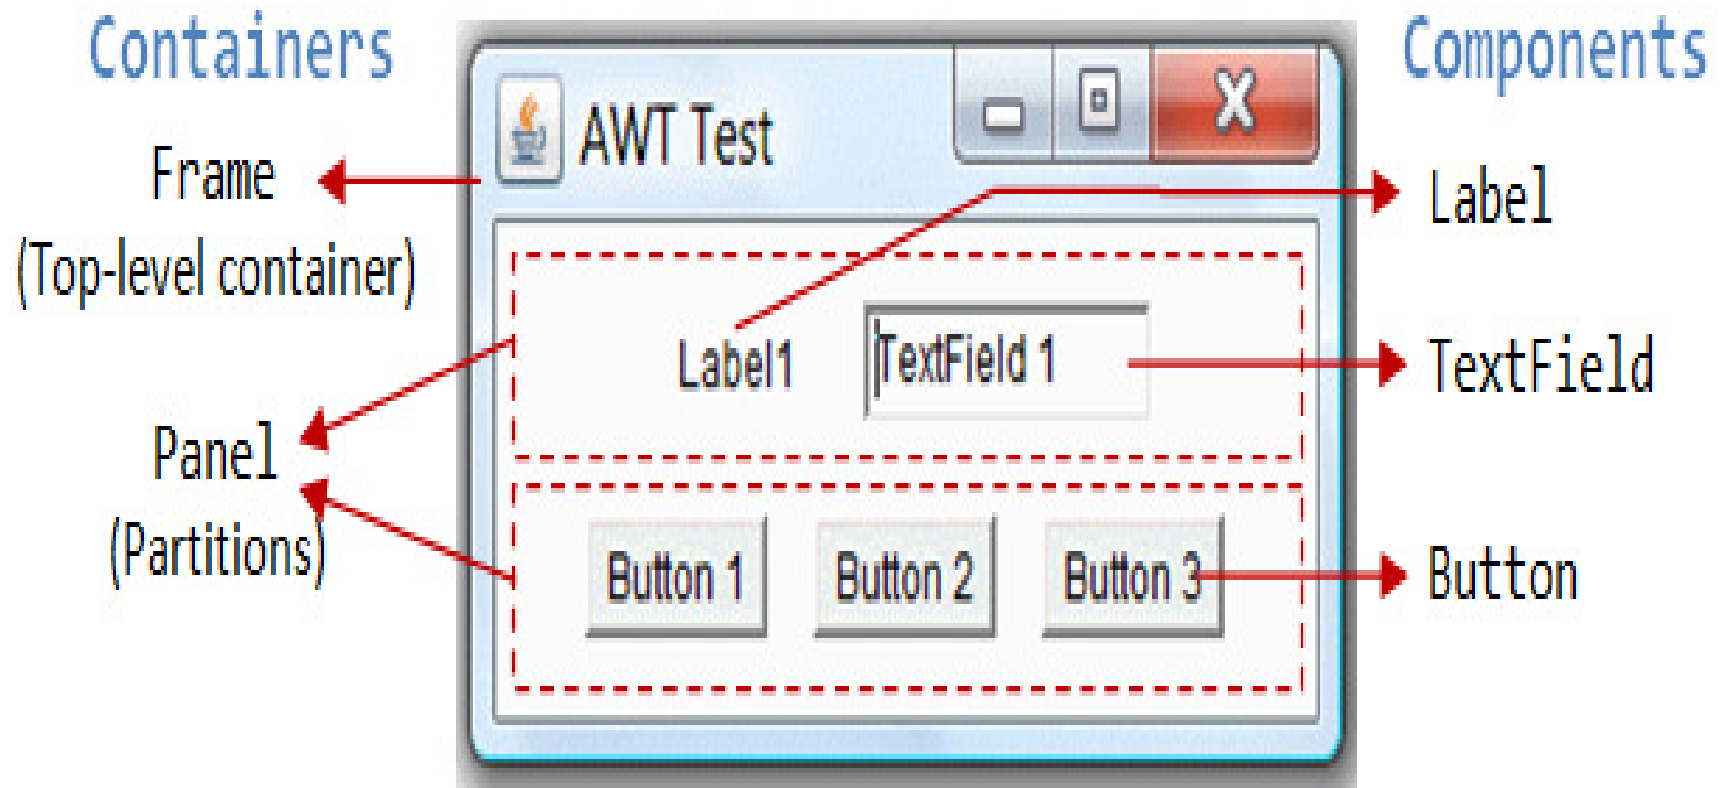 Containers
Components
AWT Test
Frame
(Top-level container)
Label
Label1
TextField 1
TextField
Panel
(Partitions)
Button 1
Button 2
Button 3
Button